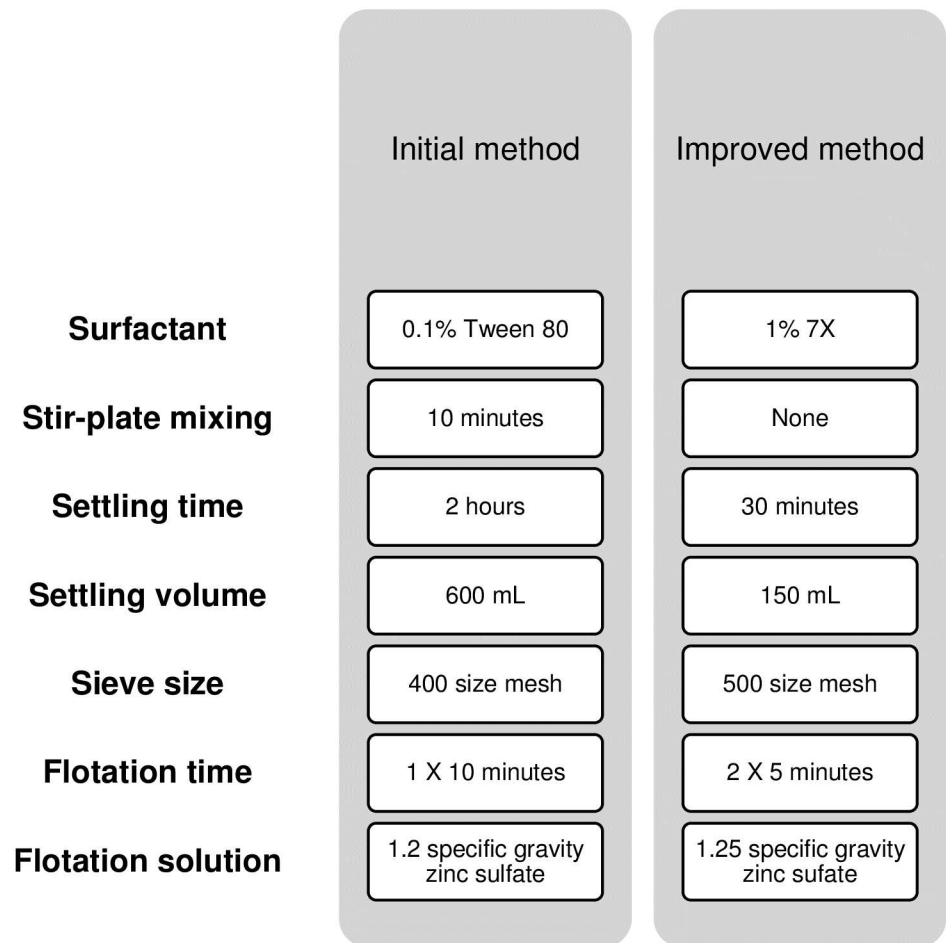 Initial method
Improved method
Surfactant
0.1% Tween 80
1% 7X
Stir-plate mixing
10 minutes
None
Settling time
2 hours
30 minutes
Settling volume
600 mL
150 mL
Sieve size
400 size mesh
500 size mesh
Flotation time
1 X 10 minutes
2 X 5 minutes
Flotation solution
1.2 specific gravity
zinc sulfate
1.25 specific gravity
zinc sufate